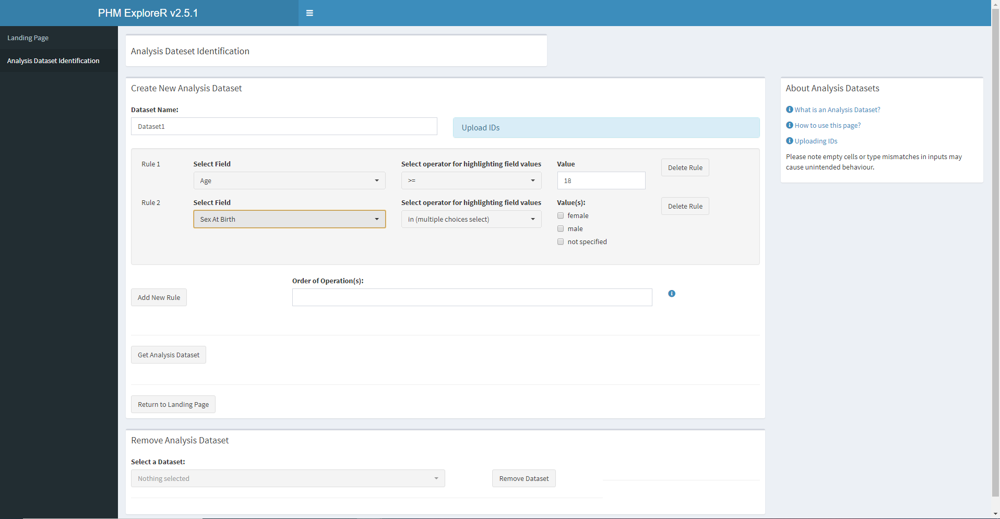 PHM ExploreR v2.5.1
Landing Page
Analysis Dataset Identification
Analysis Dateset Identification
Create New Analysis Dataset
Dataset Name:
Dataset1
Upload IDs
Rule 1
Select Field
Age
Select operator for highlighting field values
>=
Value
18
Delete Rule
Rule 2
Select Field
Sex At Birth
Select operator for highlighting field values
in (multiple choices select)
Value(s):
female
male
not specified
Delete Rule
Add New Rule
Order of Operation(s):
Get Analysis Dataset
Return to Landing Page
Remove Analysis Dataset
Select a Dataset:
Nothing selected
Remove Dataset
About Analysis Datasets
What is an Analysis Dataset?
How to use this page?
Uploading IDs
Please note empty cells or type mismatches in inputs may
cause unintended behaviour.